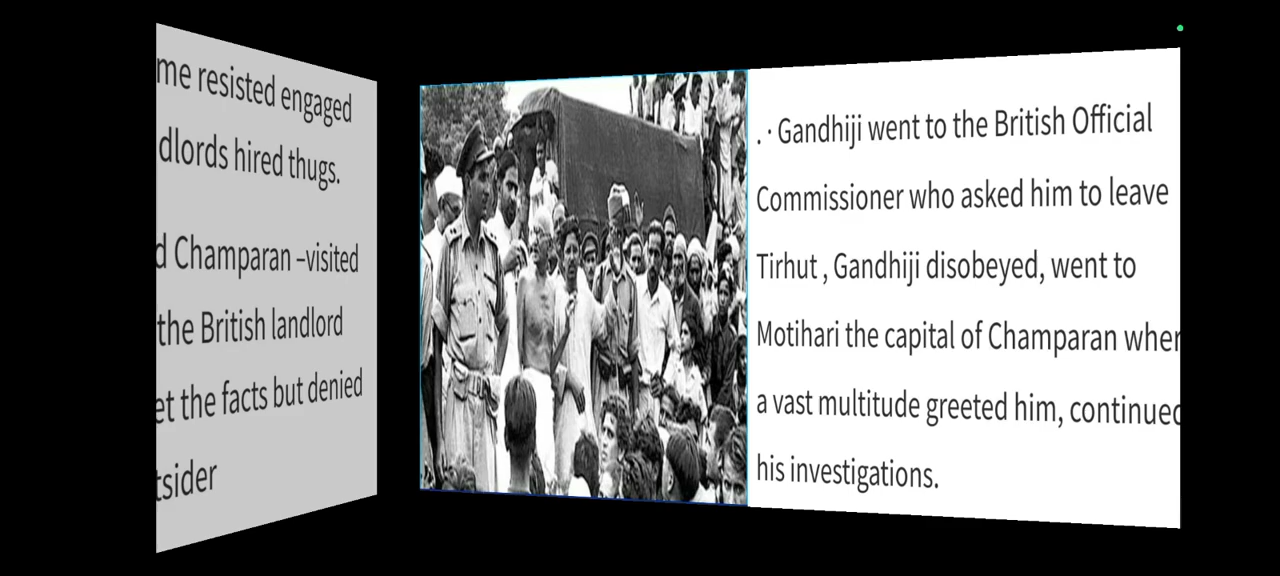 me resisted engaged
dlords hired thugs.
d Champaran –visited
the British landlord
et the facts but denied
tsider
. · Gandhiji went to the British Official
Commissioner who asked him to leave
Tirhut , Gandhiji disobeyed, went to
Motihari the capital of Champaran wher
a vast multitude greeted him, continued
his investigations.